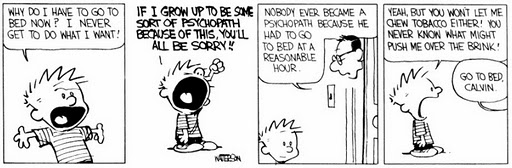 WHY DO I HAVE TO GO TO
BED NOW? I NEVER
GET TO DO WHAT I WANT!
IF I GROW UP TO BE SOME
SORT OF PSYCHOPATH
BECAUSE OF THIS, YOU'LL
ALL BE SORRY!!
WATTERSON
NOBODY EVER BECAME A
PSYCHOPATH BECAUSE HE
HAD TO GO
TO BED AT A
REASONABLE
HOUR.
YEAH, BUT YOU WON'T LET ME
CHEW TOBACCO EITHER! YOU
NEVER KNOW WHAT MIGHT
PUSH ME OVER THE BRINK!
GO TO BED,
CALVIN.